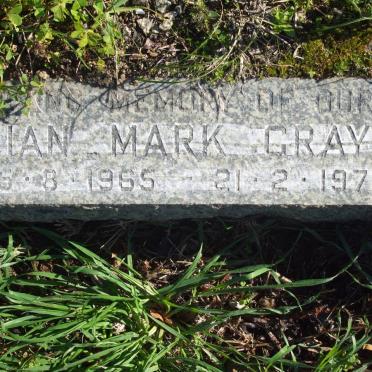 MEMORY OF OUR
IAN MARK GRAY
8 · 1965 21 · 2 · 197